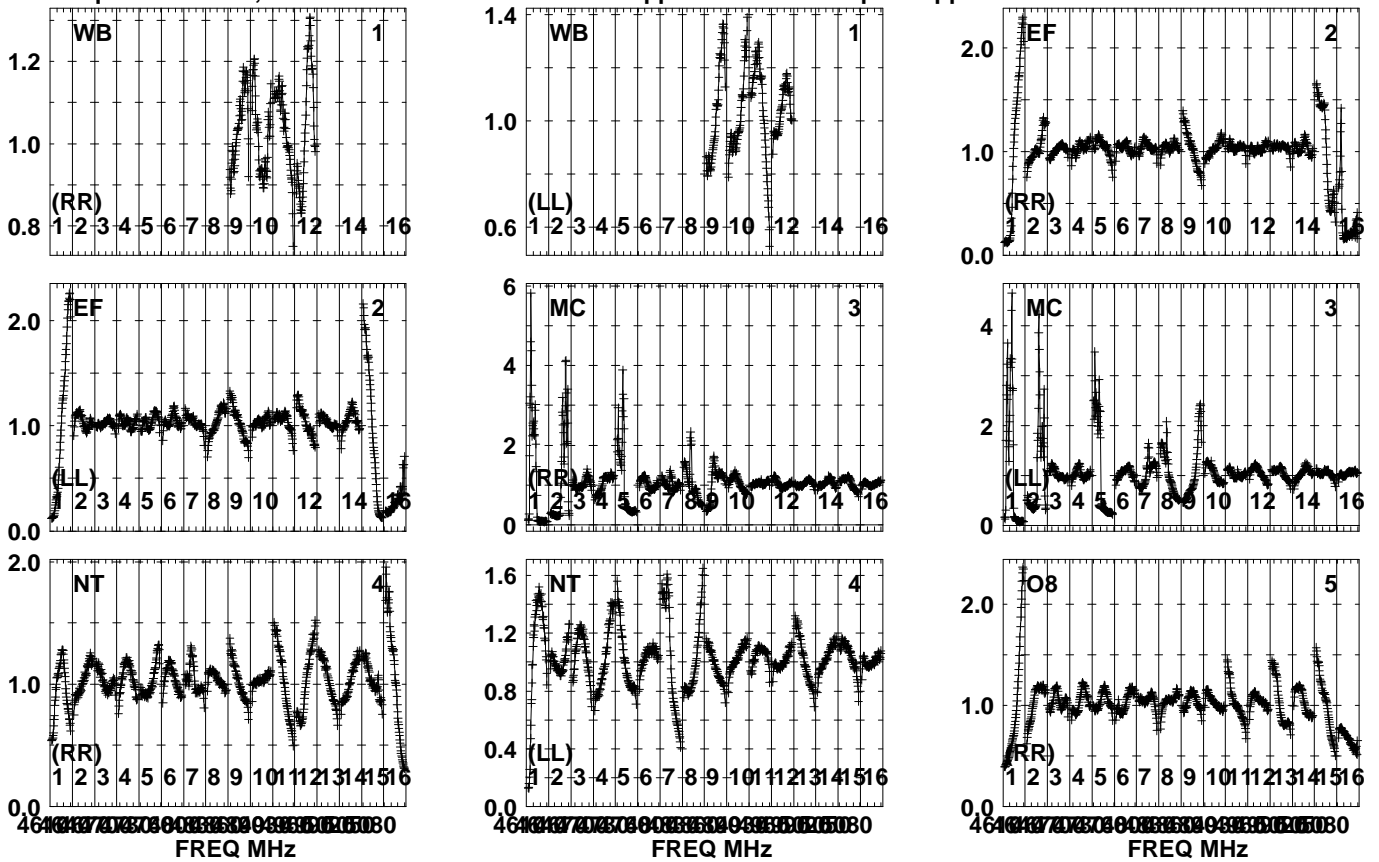 WB 1
1.2
1.0
0.8
(RR)
1 2 3 4 5 6 7 8 9 10 12 14 16
WB 1
1.4
1.0
0.6
(LL)
1 2 3 4 5 6 7 8 9 10 12 14 16
EF 2
2.0
1.0
0.0
(RR)
1 2 3 4 5 6 7 8 9 10 12 14 16
EF 2
2.0
1.0
0.0
(LL)
1 2 3 4 5 6 7 8 9 10 12 14 16
MC 3
6
4
2
0
(RR)
1 2 3 4 5 6 7 8 9 10 12 14 16
MC 3
4
2
0
(LL)
1 2 3 4 5 6 7 8 9 10 12 14 16
NT 4
2.0
1.0
0.0
(RR)
1 2 3 4 5 6 7 8 9 10 11 12 13 14 15 16
FREQ MHz
NT 4
1.6
1.2
0.8
0.4
0.0
(LL)
1 2 3 4 5 6 7 8 9 10 11 12 13 14 15 16
FREQ MHz
O8 5
2.0
1.0
0.0
(RR)
1 2 3 4 5 6 7 8 9 10 11 12 13 14 15 16
FREQ MHz